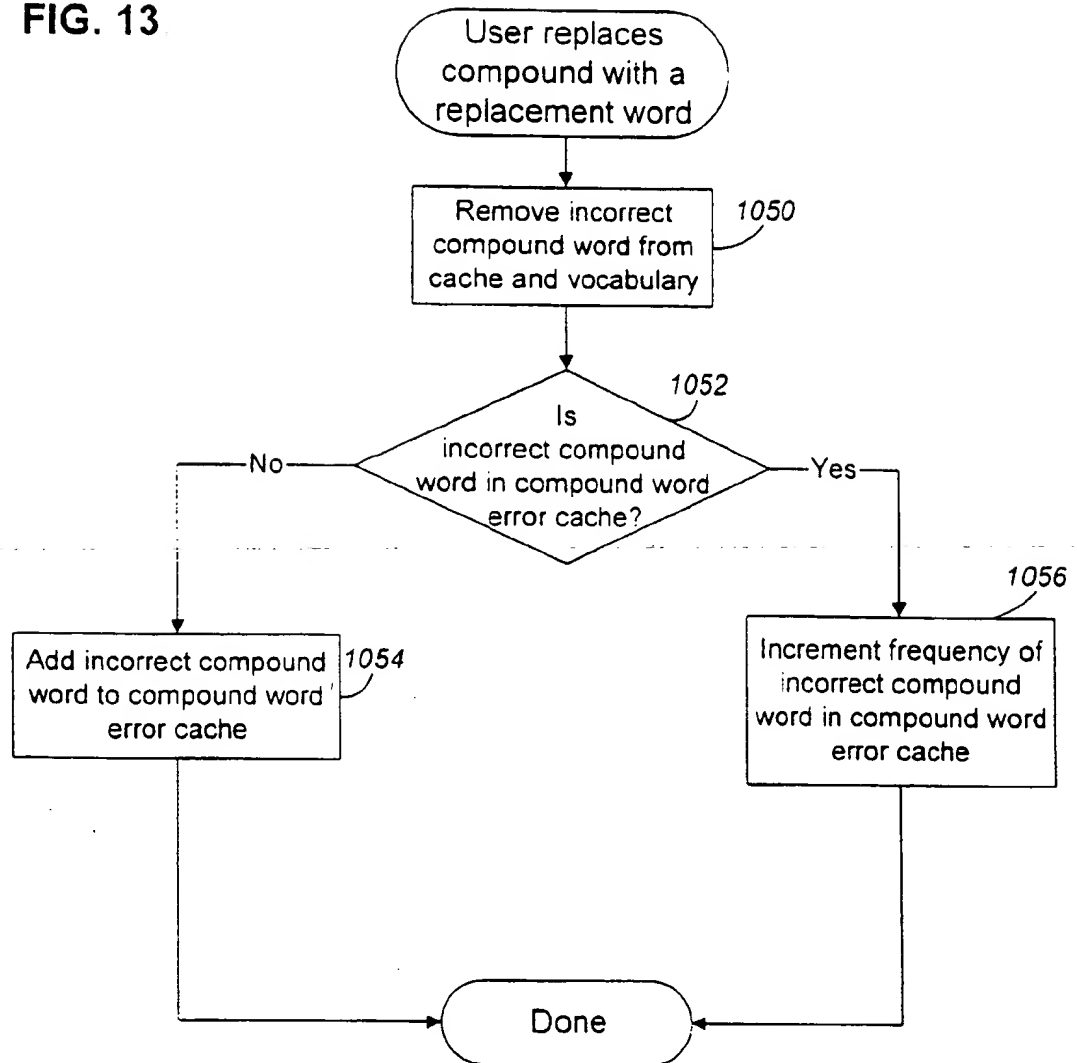 FIG. 13
User replaces
compound with a
replacement word
Remove incorrect
compound word from
cache and vocabulary
1050
1052
Is
incorrect compound
word in compound word
error cache?
No
Yes
Add incorrect compound
word to compound word
error cache
1054
1056
Increment frequency of
incorrect compound
word in compound word
error cache
Done